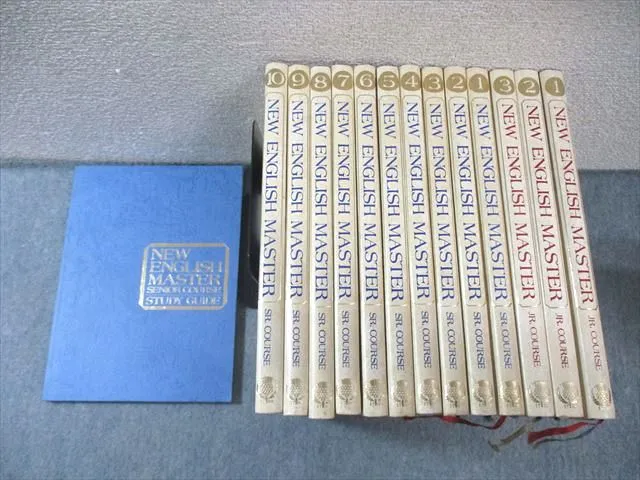 NEW
ENGLISH
MASTER
SENIOR COURSE
STUDY GUIDE
10 NEW ENGLISH MASTER SR. COURSE
9 NEW ENGLISH MASTER SR. COURSE
8 NEW ENGLISH MASTER SR. COURSE
7 NEW ENGLISH MASTER SR. COURSE
6 NEW ENGLISH MASTER SR. COURSE
5 NEW ENGLISH MASTER SR. COURSE
4 NEW ENGLISH MASTER SR. COURSE
3 NEW ENGLISH MASTER SR. COURSE
2 NEW ENGLISH MASTER SR. COURSE
1 NEW ENGLISH MASTER SR. COURSE
3 NEW ENGLISH MASTER JR. COURSE
2 NEW ENGLISH MASTER JR. COURSE
1 NEW ENGLISH MASTER JR. COURSE